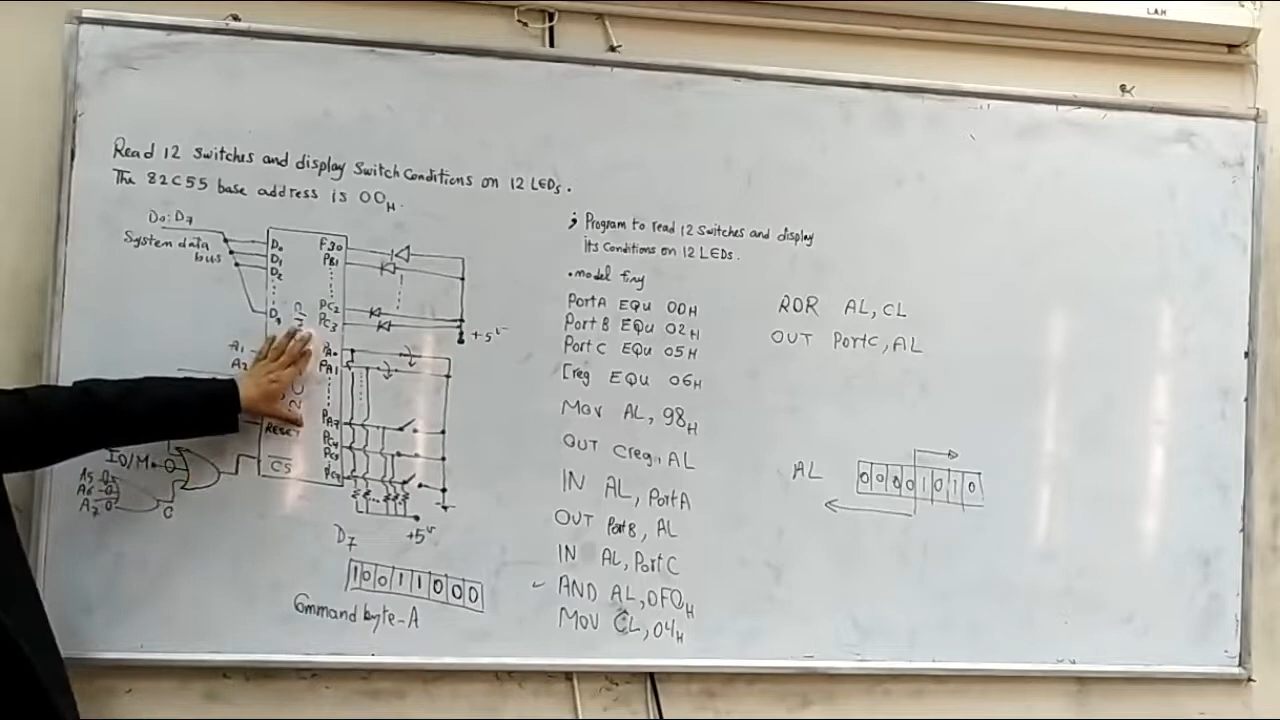 LAH
Read 12 Switches and display Switch Conditions on 12 LEDs.
The 82C55 base address is 00H.
D0:D7
System data
bus
D0
D1
D2
D7
PB0
PB1
PC2
PC3
+5v
A1
A2
PA0
PA1
PA7
PC4
PC5
RESET
CS
IO/M
A5
A6
A7
C
+5v
D7
1 0 0 1 1 0 0 0
Command byte-A
; Program to read 12 Switches and display
its Conditions on 12 LEDs.
.model tiny
PortA EQU 00H
Port B EQU 02H
Port C EQU 05H
Creg EQU 06H
Mov AL, 98H
OUT Creg, AL
IN AL, PortA
OUT PortB, AL
IN AL, PortC
AND AL, 0F0H
MOV CL, 04H
ROR AL, CL
OUT PortC, AL
AL
0 0 0 0 1 0 1 0